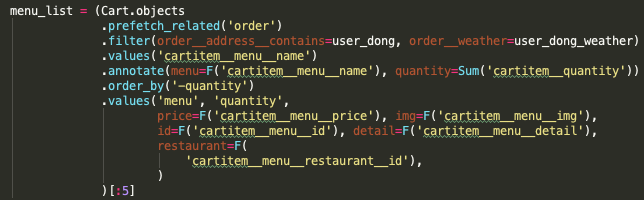 menu_list = (Cart.objects
.prefetch_related('order')
.filter(order__address__contains=user_dong, order__weather=user_dong_weather)
.values('cartitem__menu__name')
.annotate(menu=F('cartitem__menu__name'), quantity=Sum('cartitem__quantity'))
.order_by('-quantity')
.values('menu', 'quantity',
price=F('cartitem__menu__price'), img=F('cartitem__menu__img'),
id=F('cartitem__menu__id'), detail=F('cartitem__menu__detail'),
restaurant=F(
'cartitem__menu__restaurant__id'),
)
)[:5]